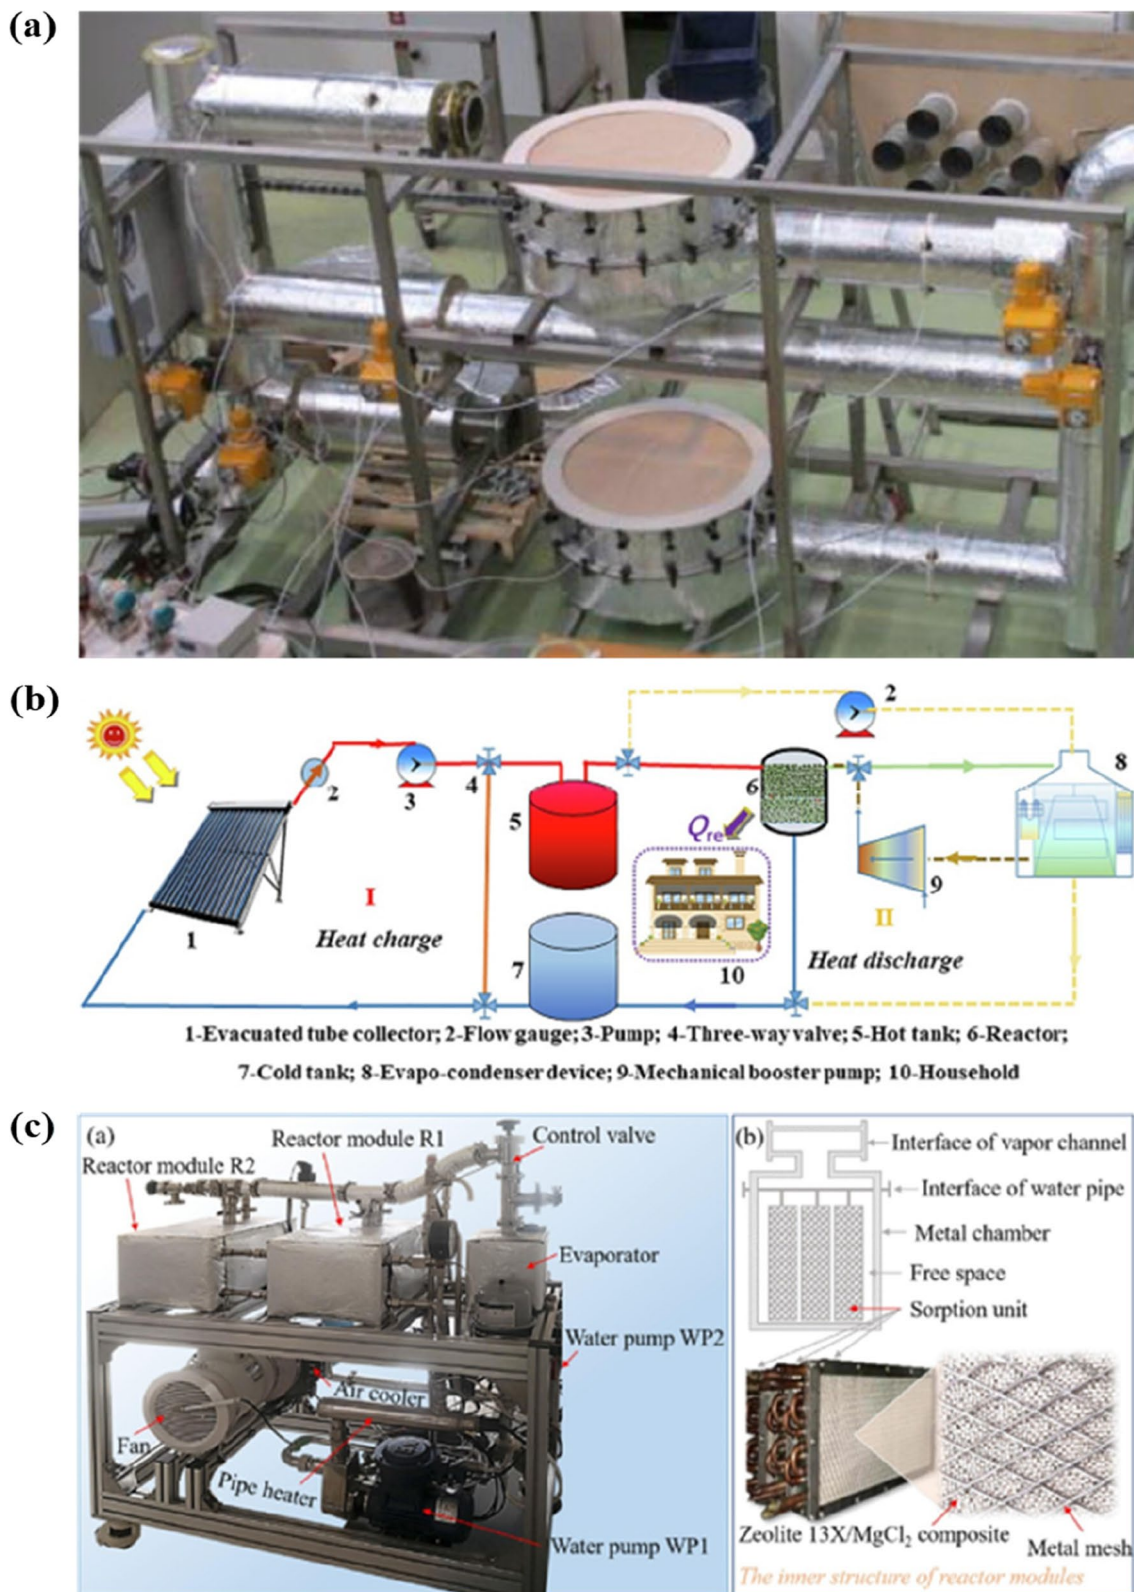 (a)
(b)
2
8
2
3
4
5
6
Qre
9
I
II
1
Heat charge
7
10
Heat discharge
1-Evacuated tube collector; 2-Flow gauge; 3-Pump; 4-Three-way valve; 5-Hot tank; 6-Reactor;
7-Cold tank; 8-Evapo-condenser device; 9-Mechanical booster pump; 10-Household
(c)
(a)
Reactor module R1
Control valve
Reactor module R2
Evaporator
Water pump WP2
Air cooler
Fan
Pipe heater
Water pump WP1
(b)
Interface of vapor channel
Interface of water pipe
Metal chamber
Free space
Sorption unit
Zeolite 13X/MgCl₂ composite
Metal mesh
The inner structure of reactor modules